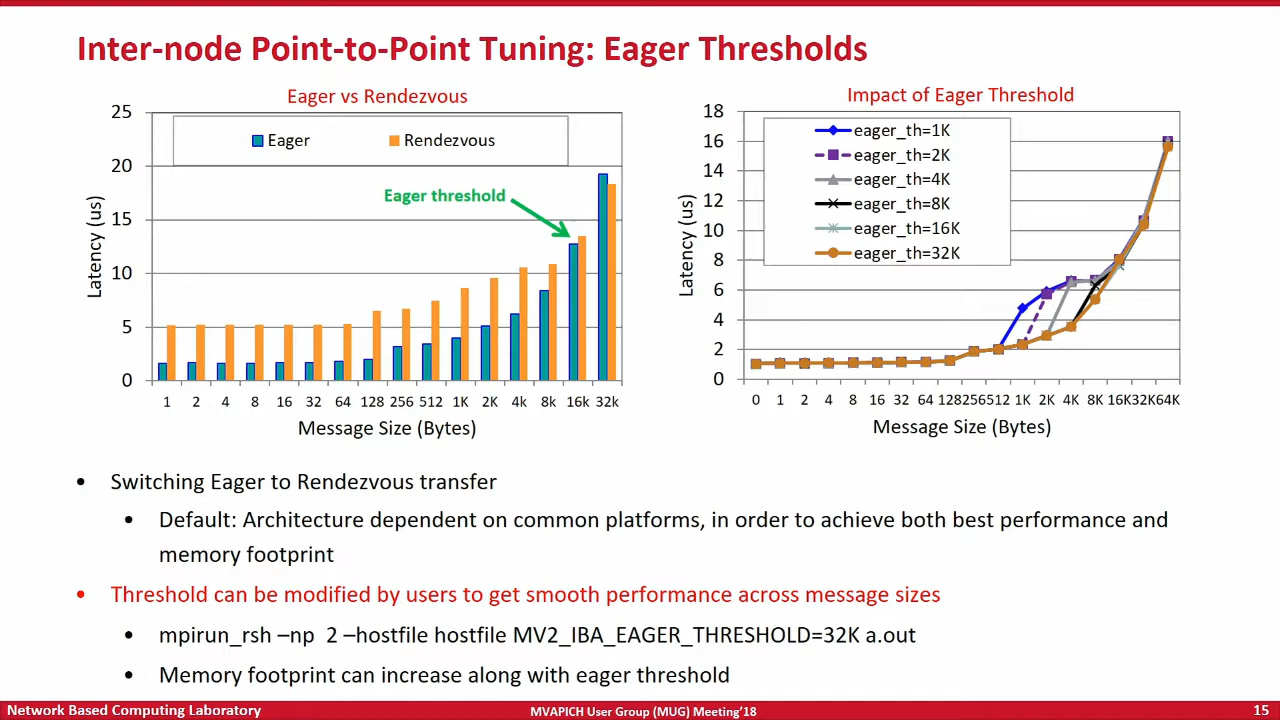 Inter-node Point-to-Point Tuning: Eager Thresholds
Eager vs Rendezvous
25
20
15
10
5
0
Latency (us)
Eager
Rendezvous
Eager threshold
1 2 4 8 16 32 64 128 256 512 1K 2K 4k 8k 16k 32k
Message Size (Bytes)
Impact of Eager Threshold
18
16
14
12
10
8
6
4
2
0
Latency (us)
eager_th=1K
eager_th=2K
eager_th=4K
eager_th=8K
eager_th=16K
eager_th=32K
0 1 2 4 8 16 32 64 128 256 512 1K 2K 4K 8K 16K 32K 64K
Message Size (Bytes)
• Switching Eager to Rendezvous transfer
• Default: Architecture dependent on common platforms, in order to achieve both best performance and
memory footprint
• Threshold can be modified by users to get smooth performance across message sizes
• mpirun_rsh –np 2 –hostfile hostfile MV2_IBA_EAGER_THRESHOLD=32K a.out
• Memory footprint can increase along with eager threshold
Network Based Computing Laboratory
MVAPICH User Group (MUG) Meeting'18
15